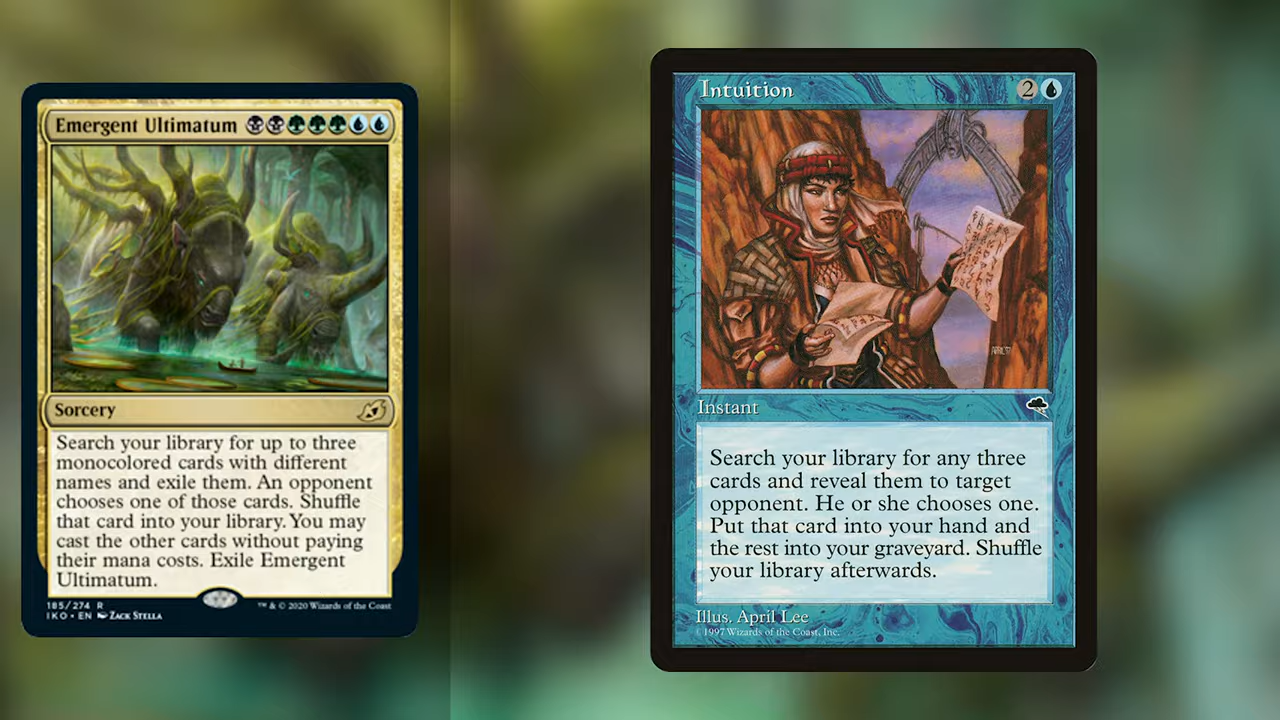 Emergent Ultimatum
Sorcery
Search your library for up to three
monocolored cards with different
names and exile them. An opponent
chooses one of those cards. Shuffle
that card into your library. You may
cast the other cards without paying
their mana costs. Exile Emergent
Ultimatum.
185/274 R
IKO • EN ZACK STELLA
™ & © 2020 Wizards of the Coast
Intuition
2
Instant
Search your library for any three
cards and reveal them to target
opponent. He or she chooses one.
Put that card into your hand and
the rest into your graveyard. Shuffle
your library afterwards.
Illus. April Lee
© 1997 Wizards of the Coast, Inc.